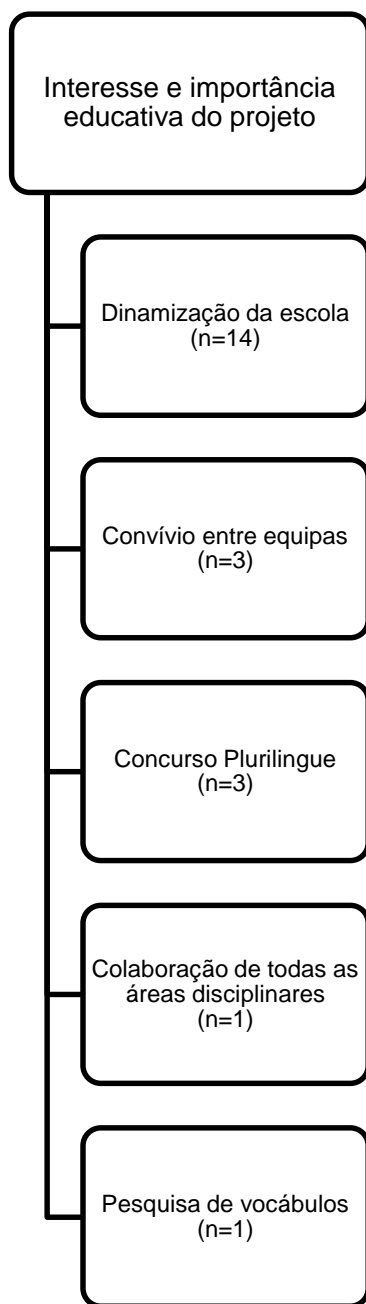 Interesse e importância
educativa do projeto
Dinamização da escola
(n=14)
Convívio entre equipas
(n=3)
Concurso Plurilingue
(n=3)
Colaboração de todas as
áreas disciplinares
(n=1)
Pesquisa de vocábulos
(n=1)